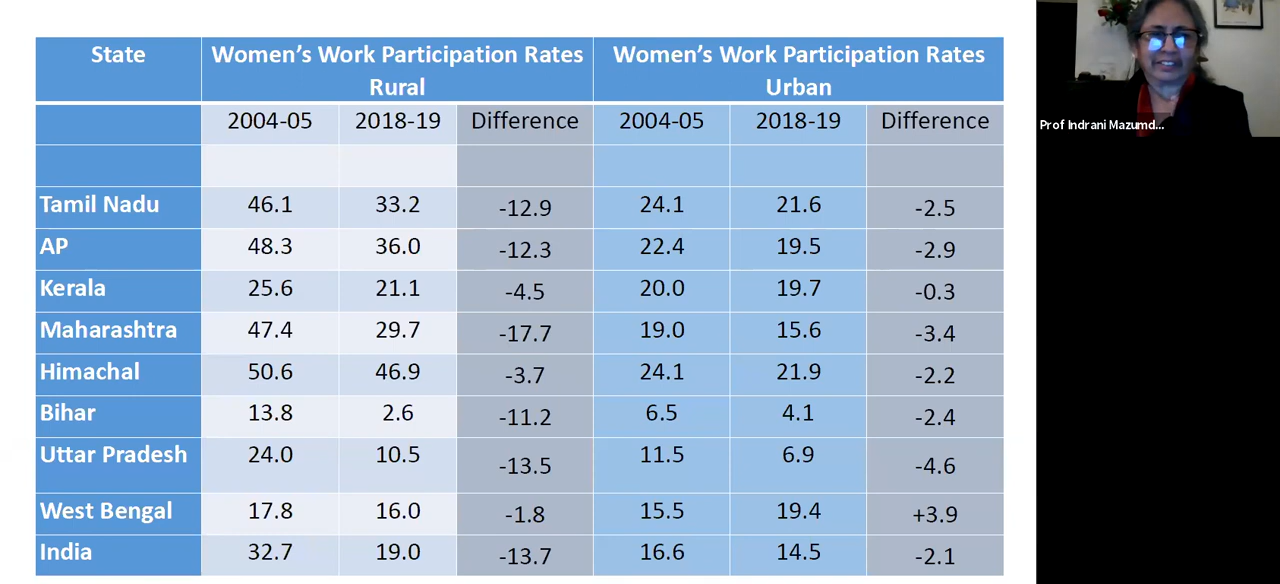 State Women's Work Participation Rates Rural Women's Work Participation Rates Urban
2004-05 2018-19 Difference 2004-05 2018-19 Difference
Tamil Nadu 46.1 33.2 -12.9 24.1 21.6 -2.5
AP 48.3 36.0 -12.3 22.4 19.5 -2.9
Kerala 25.6 21.1 -4.5 20.0 19.7 -0.3
Maharashtra 47.4 29.7 -17.7 19.0 15.6 -3.4
Himachal 50.6 46.9 -3.7 24.1 21.9 -2.2
Bihar 13.8 2.6 -11.2 6.5 4.1 -2.4
Uttar Pradesh 24.0 10.5 -13.5 11.5 6.9 -4.6
West Bengal 17.8 16.0 -1.8 15.5 19.4 +3.9
India 32.7 19.0 -13.7 16.6 14.5 -2.1
Prof Indrani Mazumd...